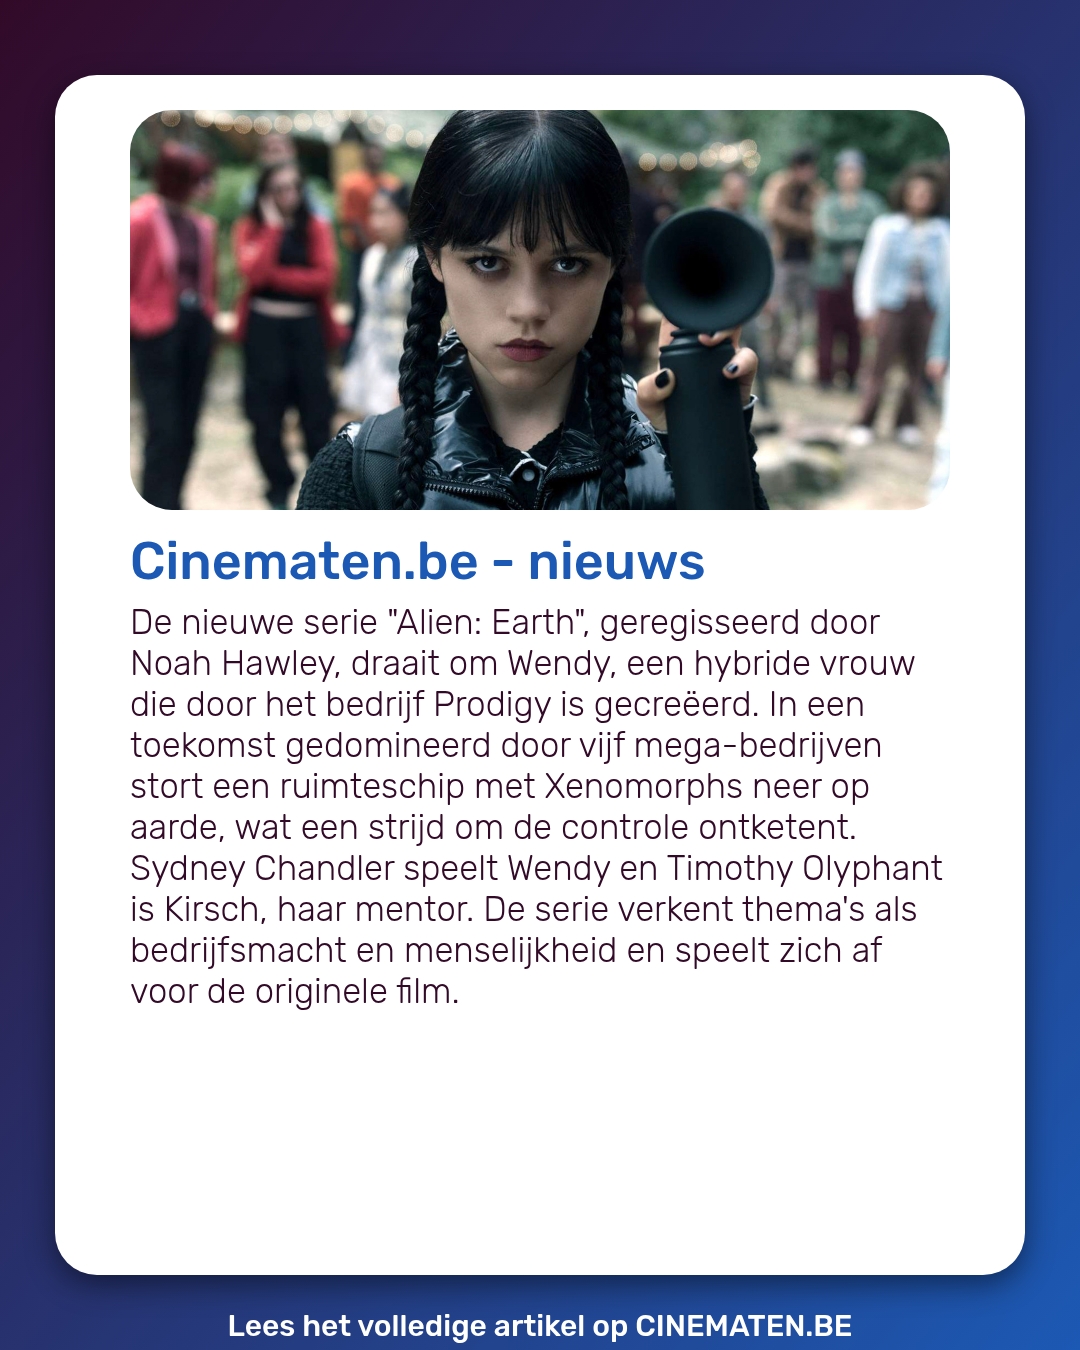 Cinematen.be - nieuws
De nieuwe serie "Alien: Earth", geregisseerd door
Noah Hawley, draait om Wendy, een hybride vrouw
die door het bedrijf Prodigy is gecreëerd. In een
toekomst gedomineerd door vijf mega-bedrijven
stort een ruimteschip met Xenomorphs neer op
aarde, wat een strijd om de controle ontketent.
Sydney Chandler speelt Wendy en Timothy Olyphant
is Kirsch, haar mentor. De serie verkent thema's als
bedrijfsmacht en menselijkheid en speelt zich af
voor de originele film.
Lees het volledige artikel op CINEMATEN.BE